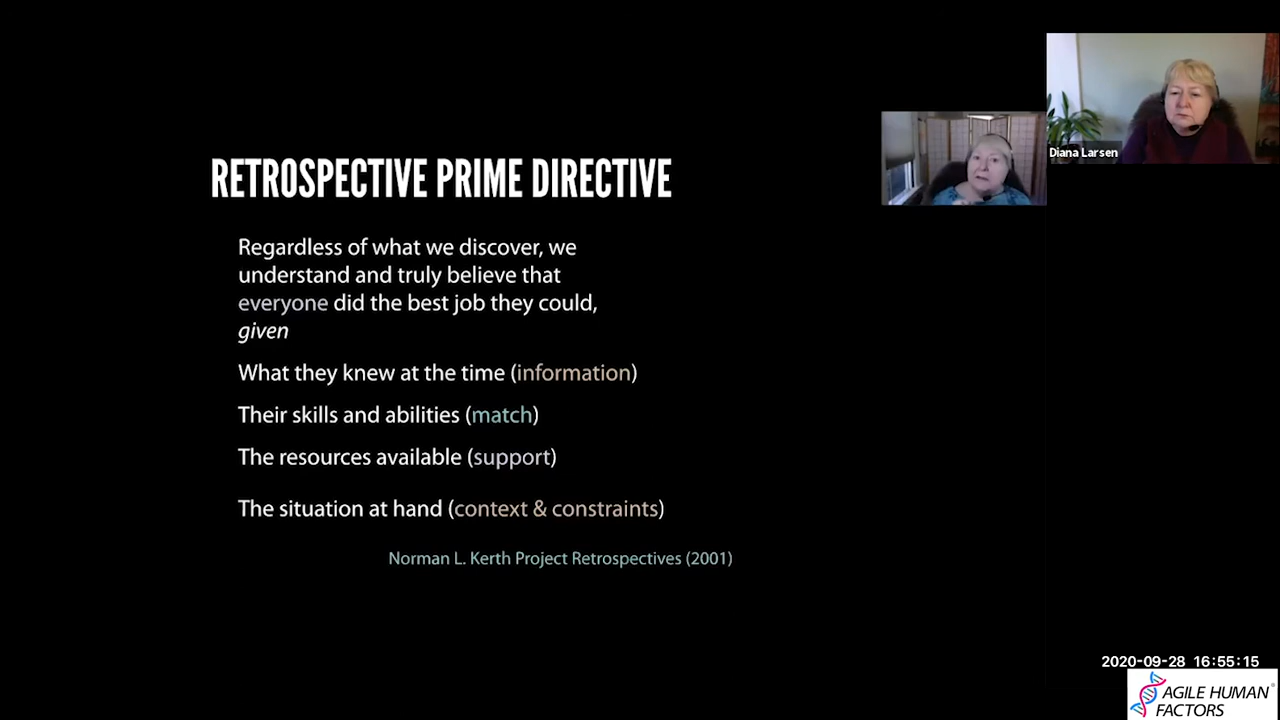 RETROSPECTIVE PRIME DIRECTIVE
Regardless of what we discover, we
understand and truly believe that
everyone did the best job they could,
given
What they knew at the time (information)
Their skills and abilities (match)
The resources available (support)
The situation at hand (context & constraints)
Norman L. Kerth Project Retrospectives (2001)
Diana Larsen
2020-09-28 16:55:15
AGILE HUMAN
FACTORS